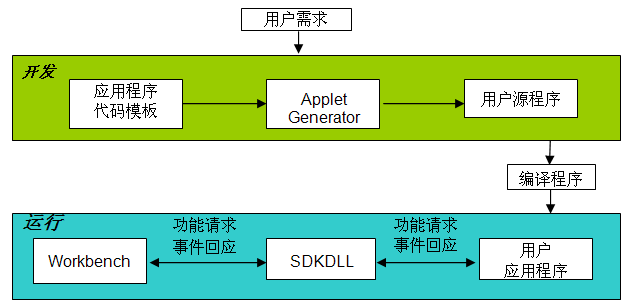 用户需求
开发
应用程序
代码模板
Applet
Generator
用户源程序
编译程序
运行
功能请求
事件回应
功能请求
事件回应
Workbench
SDKDLL
用户
应用程序